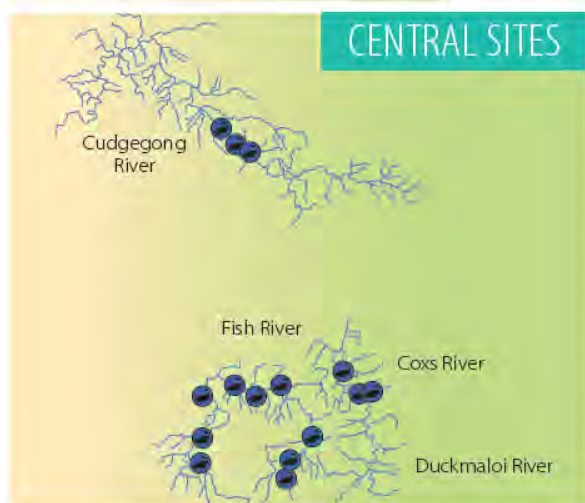 CENTRAL SITES
Cudgegong
River
Fish River
Coxs River
Duckmaloi River